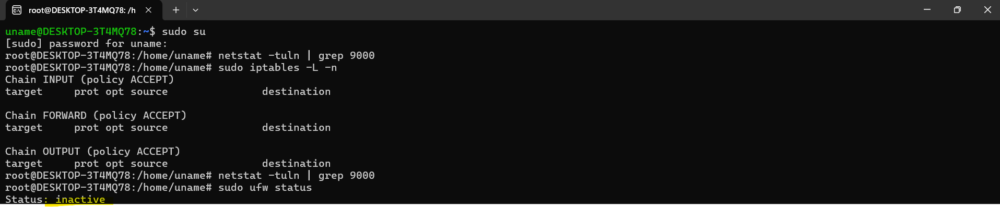 root@DESKTOP-3T4MQ78: /h
uname@DESKTOP-3T4MQ78:~$ sudo su
[sudo] password for uname:
root@DESKTOP-3T4MQ78:/home/uname# netstat -tuln | grep 9000
root@DESKTOP-3T4MQ78:/home/uname# sudo iptables -L -n
Chain INPUT (policy ACCEPT)
target     prot opt source               destination
Chain FORWARD (policy ACCEPT)
target     prot opt source               destination
Chain OUTPUT (policy ACCEPT)
target     prot opt source               destination
root@DESKTOP-3T4MQ78:/home/uname# netstat -tuln | grep 9000
root@DESKTOP-3T4MQ78:/home/uname# sudo ufw status
Status: inactive